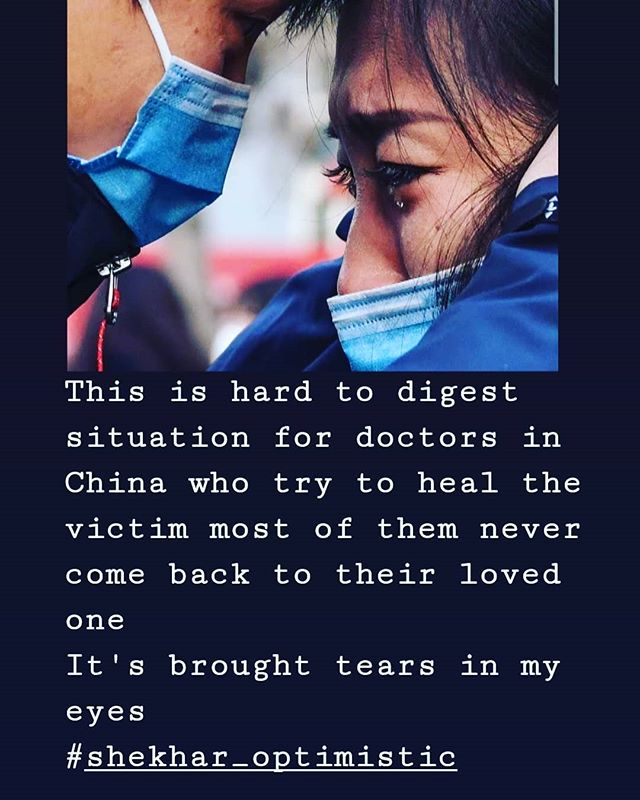 This is hard to digest
situation for doctors in
China who try to heal the
victim most of them never
come back to their loved
one
It's brought tears in my
eyes
#shekhar_optimistic